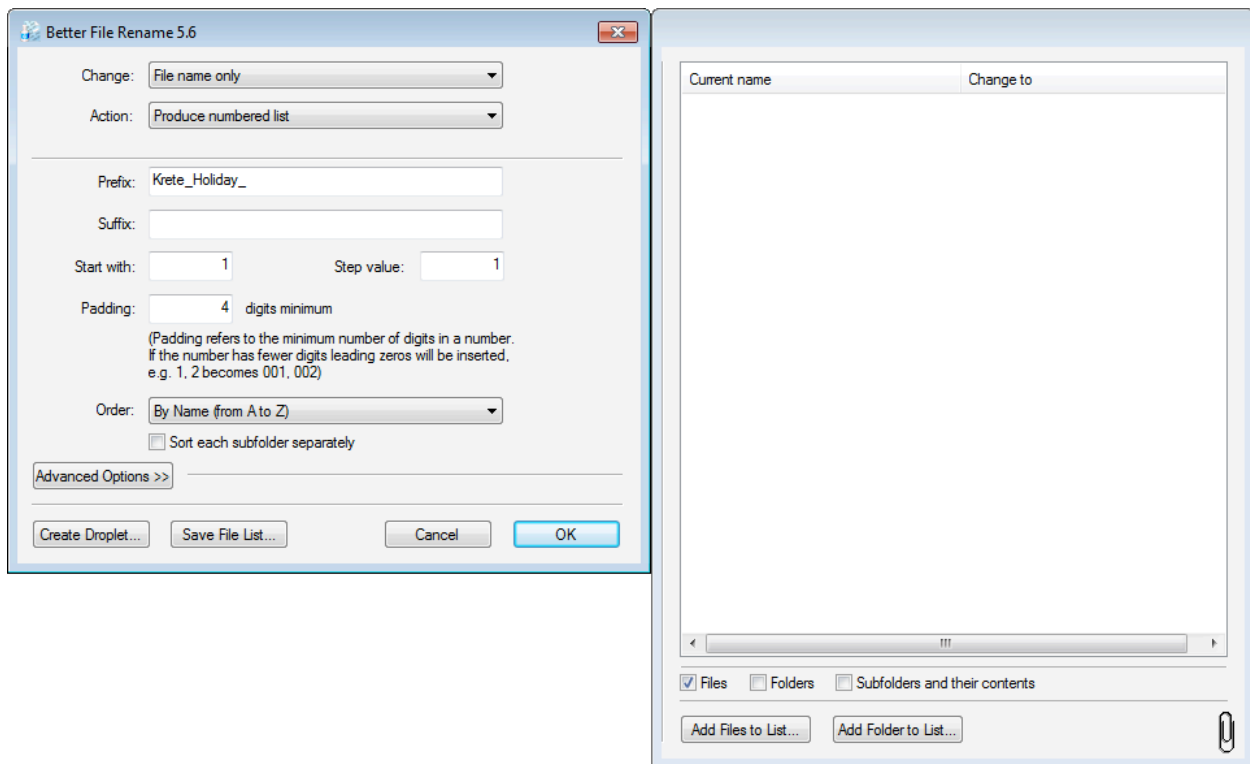 Better File Rename 5.6
Change: File name only
Action: Produce numbered list
Prefix: Krete_Holiday_
Suffix:
Start with: 1 Step value: 1
Padding: 4 digits minimum
(Padding refers to the minimum number of digits in a number.
If the number has fewer digits leading zeros will be inserted,
e.g. 1, 2 becomes 001, 002)
Order: By Name (from A to Z)
Sort each subfolder separately
Advanced Options >>
Create Droplet... Save File List... Cancel OK
Current name Change to
Files Folders Subfolders and their contents
Add Files to List... Add Folder to List...